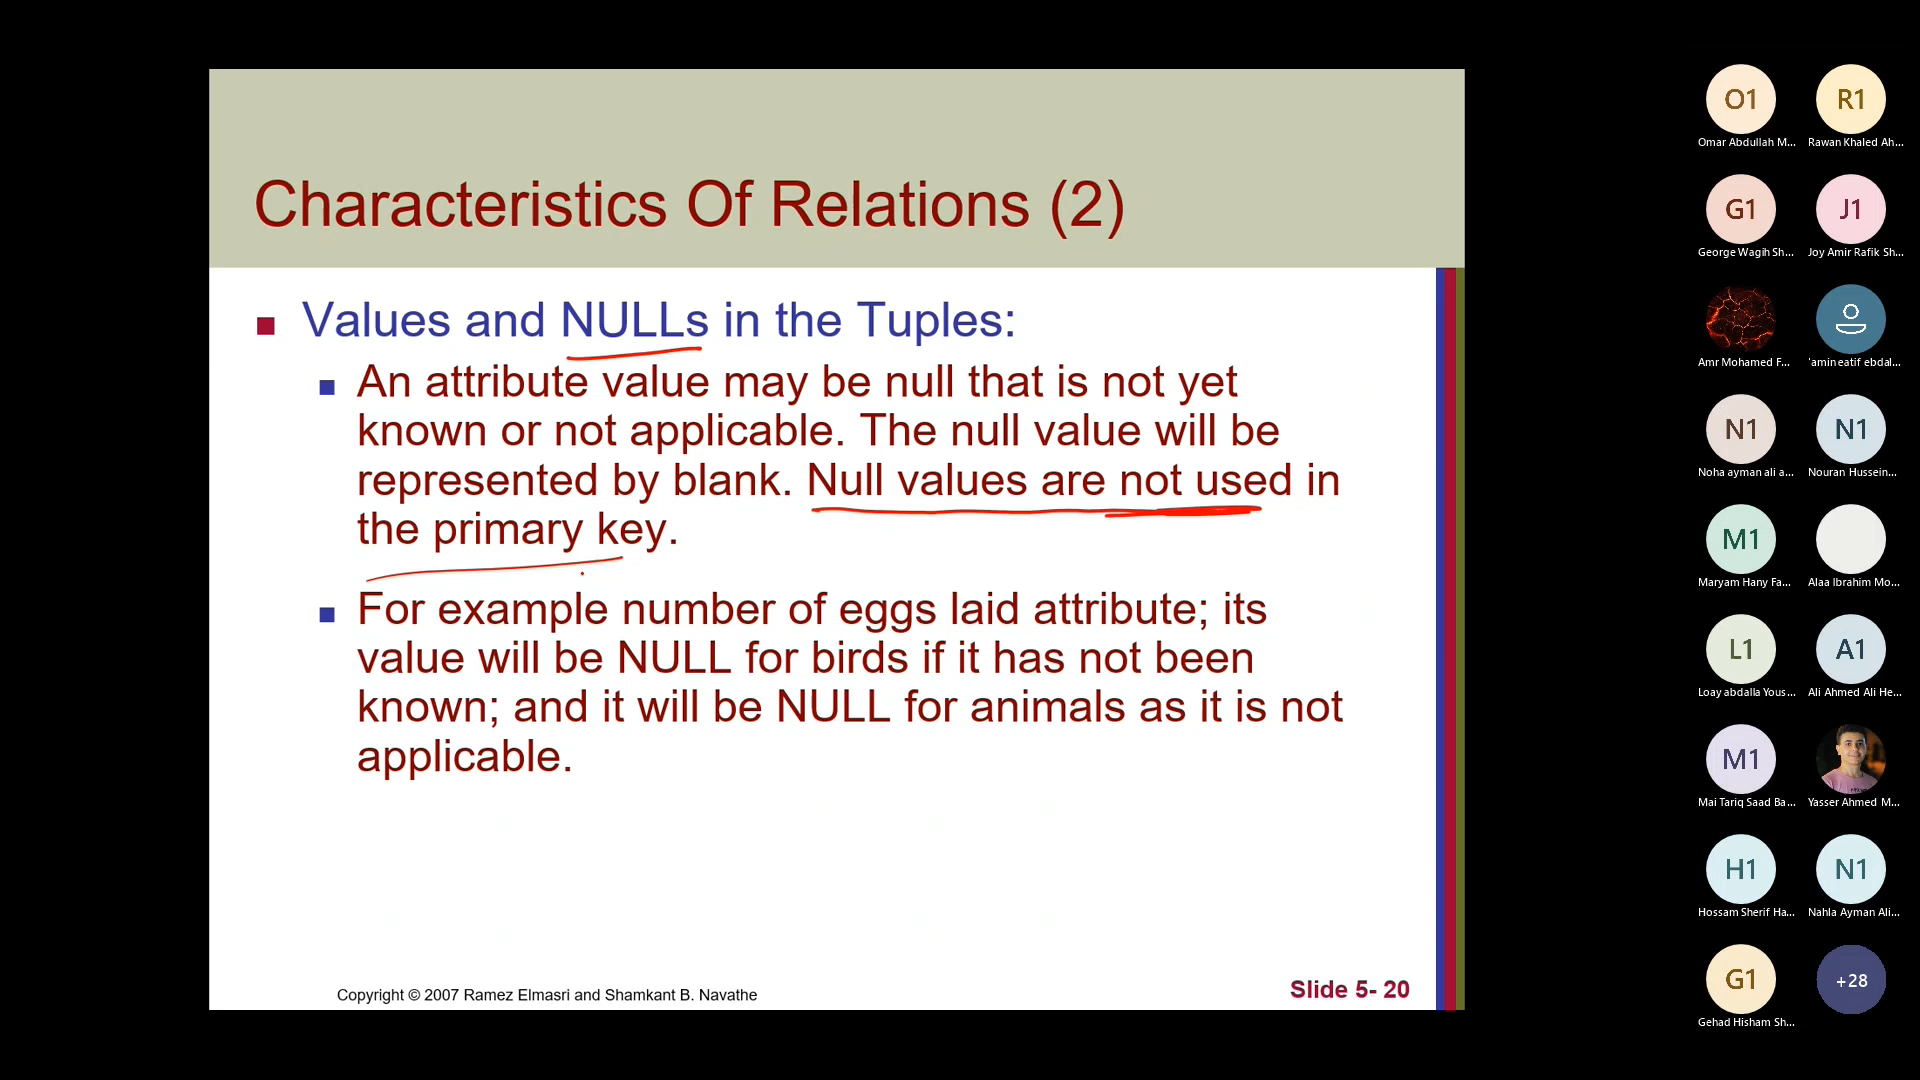 Characteristics Of Relations (2)
Values and NULLs in the Tuples:
An attribute value may be null that is not yet
known or not applicable. The null value will be
represented by blank. Null values are not used in
the primary key.
For example number of eggs laid attribute; its
value will be NULL for birds if it has not been
known; and it will be NULL for animals as it is not
applicable.
Copyright © 2007 Ramez Elmasri and Shamkant B. Navathe
Slide 5- 20
O1
R1
Omar Abdullah M...
Rawan Khaled Ah...
G1
J1
George Wagih Sh...
Joy Amir Rafik Sh...
Amr Mohamed F...
'amin eatif ebdal...
N1
N1
Noha ayman ali a...
Nouran Hussein...
M1
Maryam Hany Fa...
Alaa Ibrahim Mo...
L1
A1
Loay abdalla Yous...
Ali Ahmed Ali He...
M1
Mai Tariq Saad Ba...
Yasser Ahmed M...
H1
N1
Hossam Sherif Ha...
Nahla Ayman Ali...
G1
+28
Gehad Hisham Sh...